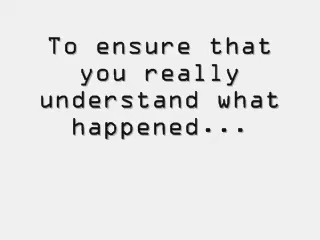 To ensure that
you really
understand what
happened...